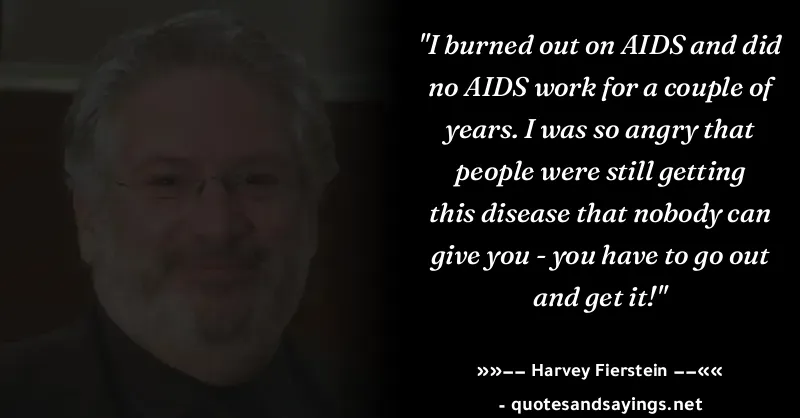 "I burned out on AIDS and did
no AIDS work for a couple of
years. I was so angry that
people were still getting
this disease that nobody can
give you - you have to go out
and get it!"
»»-- Harvey Fierstein --««
- quotesandsayings.net